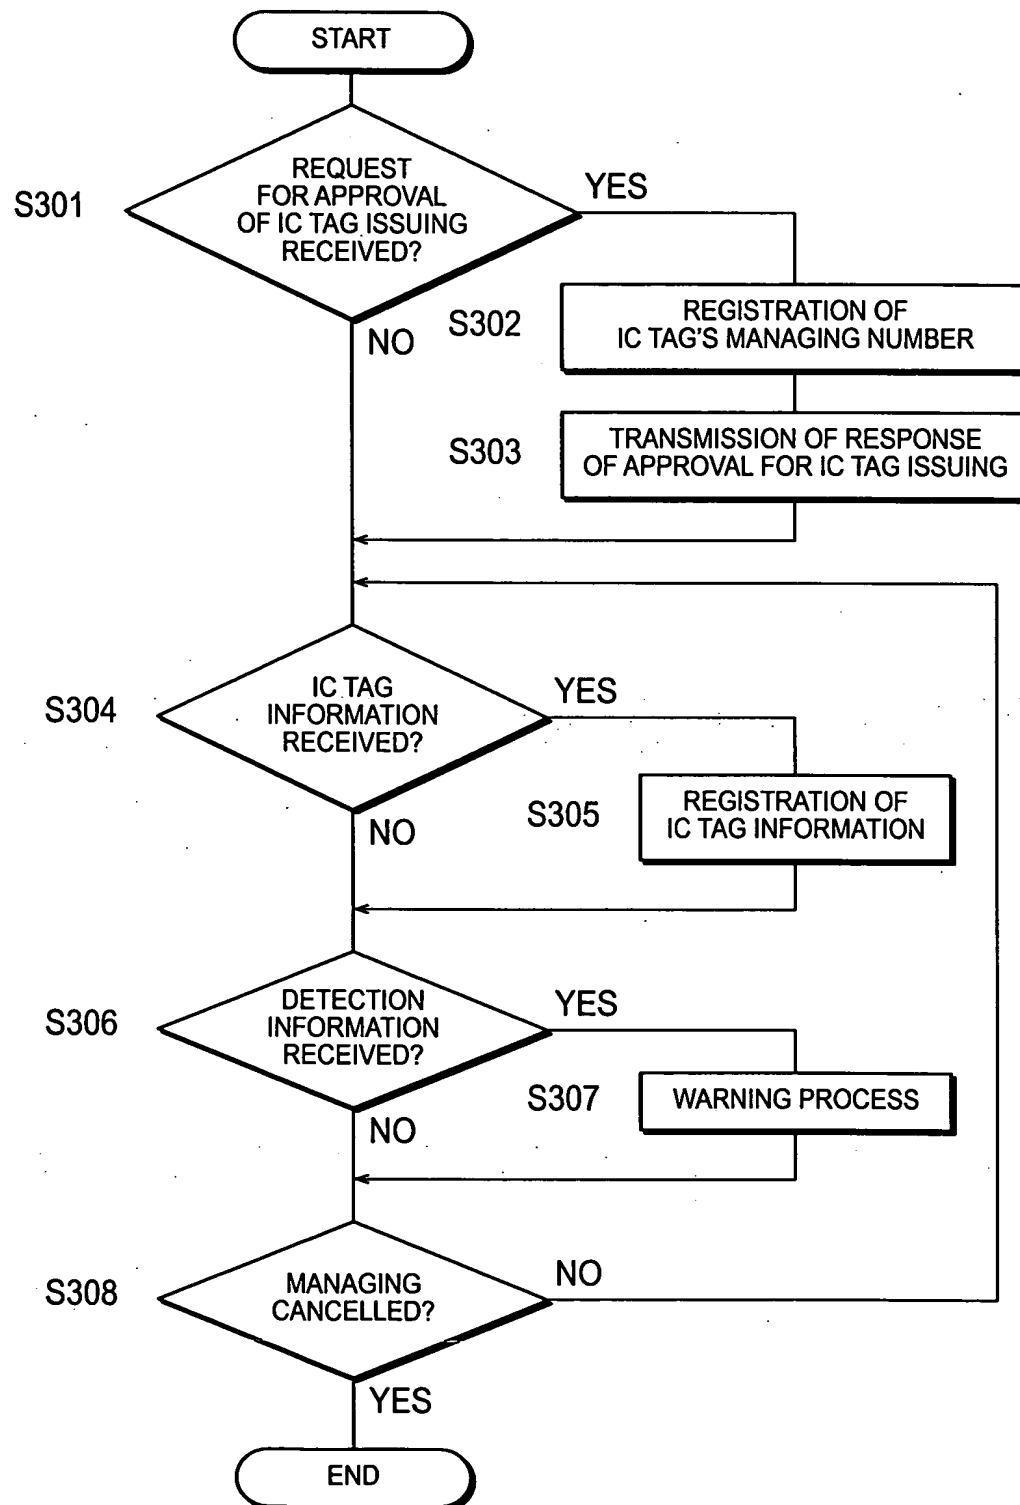 START
REQUEST
FOR APPROVAL
OF IC TAG ISSUING
RECEIVED?
S301
YES
NO
S302
REGISTRATION OF
IC TAG'S MANAGING NUMBER
S303
TRANSMISSION OF RESPONSE
OF APPROVAL FOR IC TAG ISSUING
S304
IC TAG
INFORMATION
RECEIVED?
YES
NO
S305
REGISTRATION OF
IC TAG INFORMATION
S306
DETECTION
INFORMATION
RECEIVED?
YES
NO
S307
WARNING PROCESS
S308
MANAGING
CANCELLED?
NO
YES
END